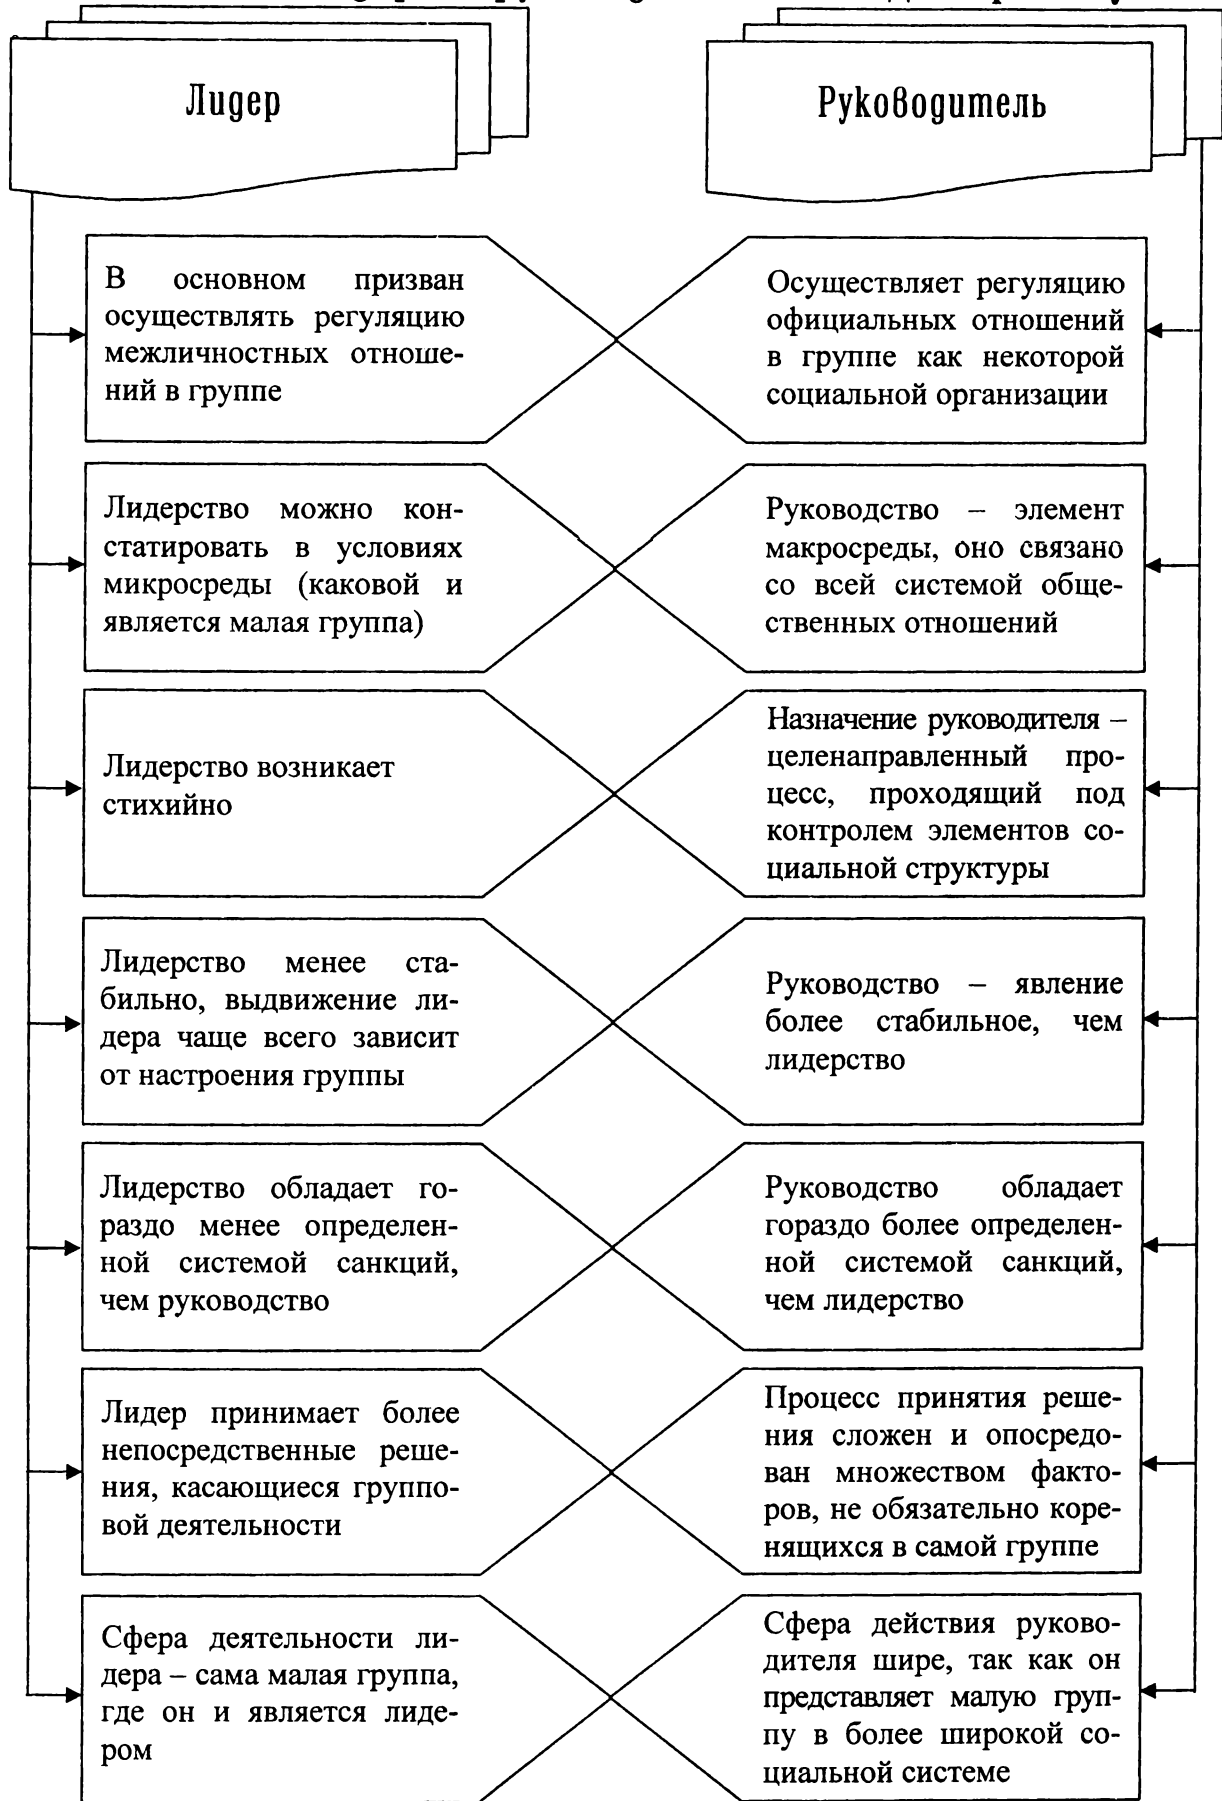 Лидер
Руководитель
В основном призван
осуществлять регуляцию
межличностных отноше-
ний в группе
Осуществляет регуляцию
официальных отношений
в группе как некоторой
социальной организации
Лидерство можно кон-
статировать в условиях
микросреды (каковой и
является малая группа)
Руководство – элемент
макросреды, оно связано
со всей системой обще-
ственных отношений
Лидерство возникает
стихийно
Назначение руководителя –
целенаправленный про-
цесс, проходящий под
контролем элементов со-
циальной структуры
Лидерство менее ста-
бильно, выдвижение ли-
дера чаще всего зависит
от настроения группы
Руководство – явление
более стабильное, чем
лидерство
Лидерство обладает го-
раздо менее определен-
ной системой санкций,
чем руководство
Руководство обладает
гораздо более определен-
ной системой санкций,
чем лидерство
Лидер принимает более
непосредственные реше-
ния, касающиеся группо-
вой деятельности
Процесс принятия реше-
ния сложен и опосредо-
ван множеством факто-
ров, не обязательно коре-
нящихся в самой группе
Сфера деятельности ли-
дера – сама малая группа,
где он и является лиде-
ром
Сфера действия руково-
дителя шире, так как он
представляет малую груп-
пу в более широкой со-
циальной системе